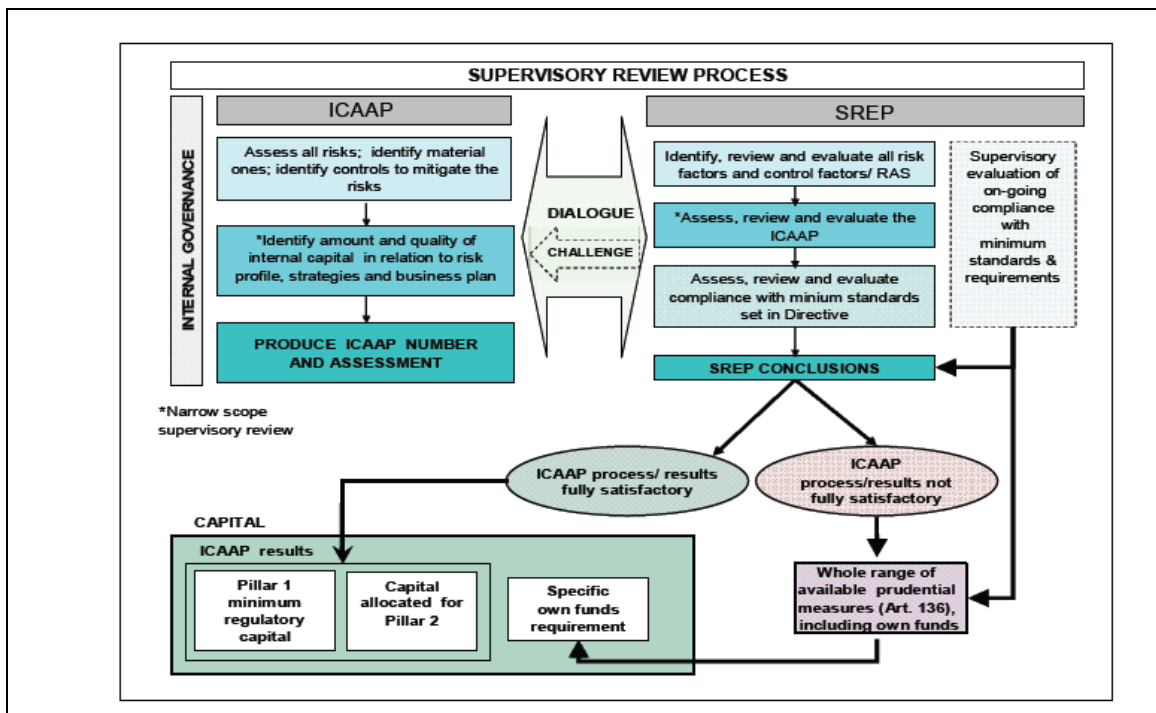 SUPERVISORY REVIEW PROCESS
INTERNAL GOVERNANCE
ICAAP
Assess all risks; identify material
ones; identify controls to mitigate the
risks
*Identify amount and quality of
internal capital in relation to risk
profile, strategies and business plan
PRODUCE ICAAP NUMBER
AND ASSESSMENT
*Narrow scope
supervisory review
DIALOGUE
CHALLENGE
SREP
Identify, review and evaluate all risk
factors and control factors/ RAS
*Assess, review and evaluate the
ICAAP
Assess, review and evaluate
compliance with minium standards
set in Directive
SREP CONCLUSIONS
Supervisory
evaluation of
on-going
compliance
with
minimum
standards &
requirements
ICAAP process/ results
fully satisfactory
ICAAP
process/results not
fully satisfactory
CAPITAL
ICAAP results
Pillar 1
minimum
regulatory
capital
Capital
allocated for
Pillar 2
Specific
own funds
requirement
Whole range of
available prudential
measures (Art. 136),
including own funds